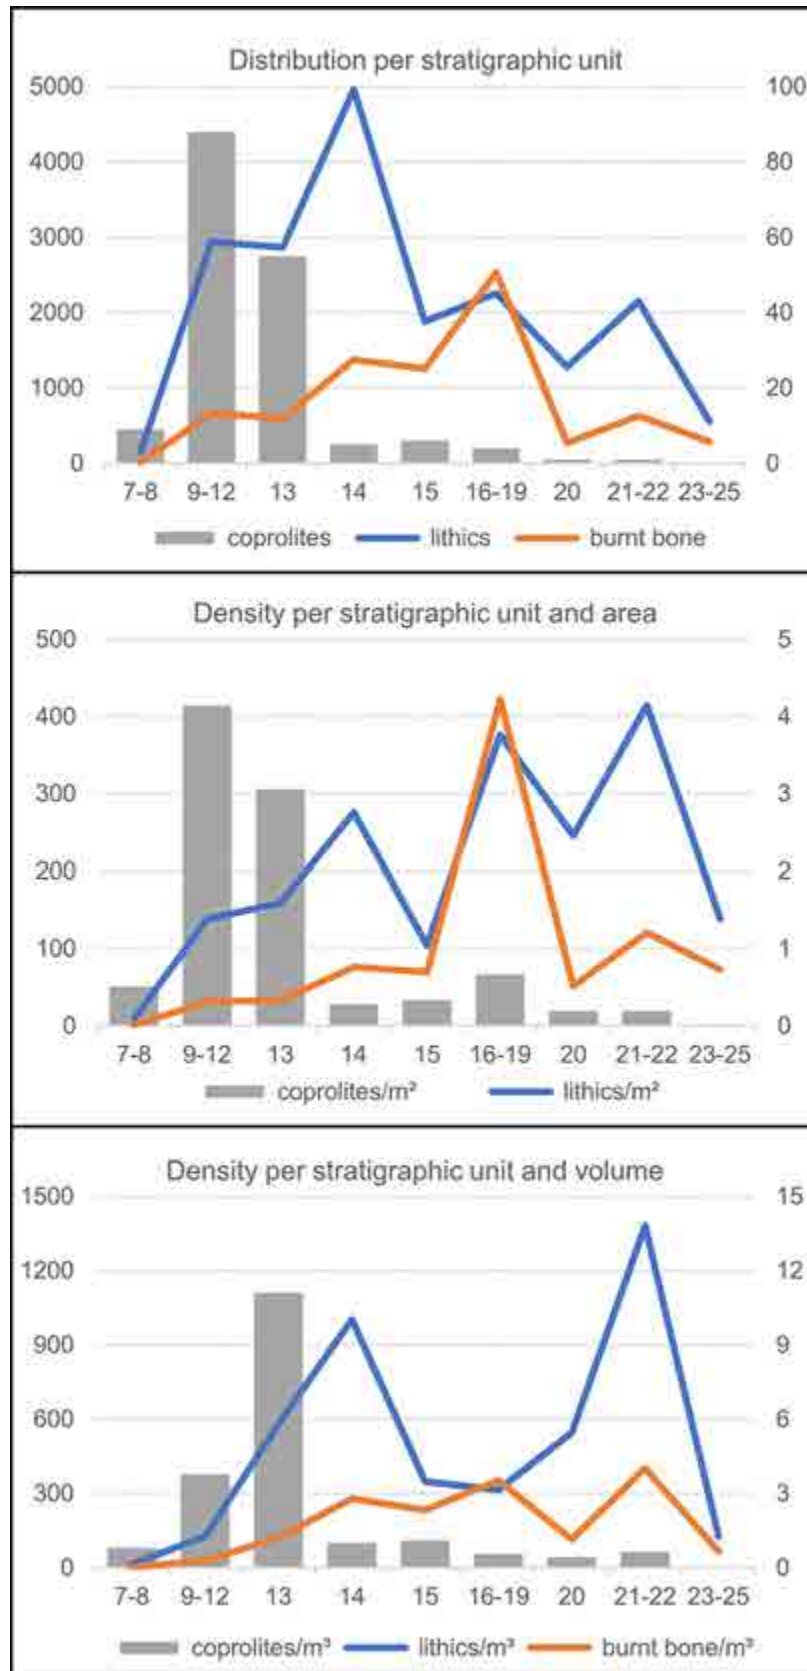 Distribution per stratigraphic unit
5000 100
4000 80
3000 60
2000 40
1000 20
0 0
7-8 9-12 13 14 15 16-19 20 21-22 23-25
coprolites lithics burnt bone
Density per stratigraphic unit and area
500 5
400 4
300 3
200 2
100 1
0 0
7-8 9-12 13 14 15 16-19 20 21-22 23-25
coprolites/m² lithics/m²
Density per stratigraphic unit and volume
1500 15
1200 12
900 9
600 6
300 3
0 0
7-8 9-12 13 14 15 16-19 20 21-22 23-25
coprolites/m³ lithics/m³ burnt bone/m³